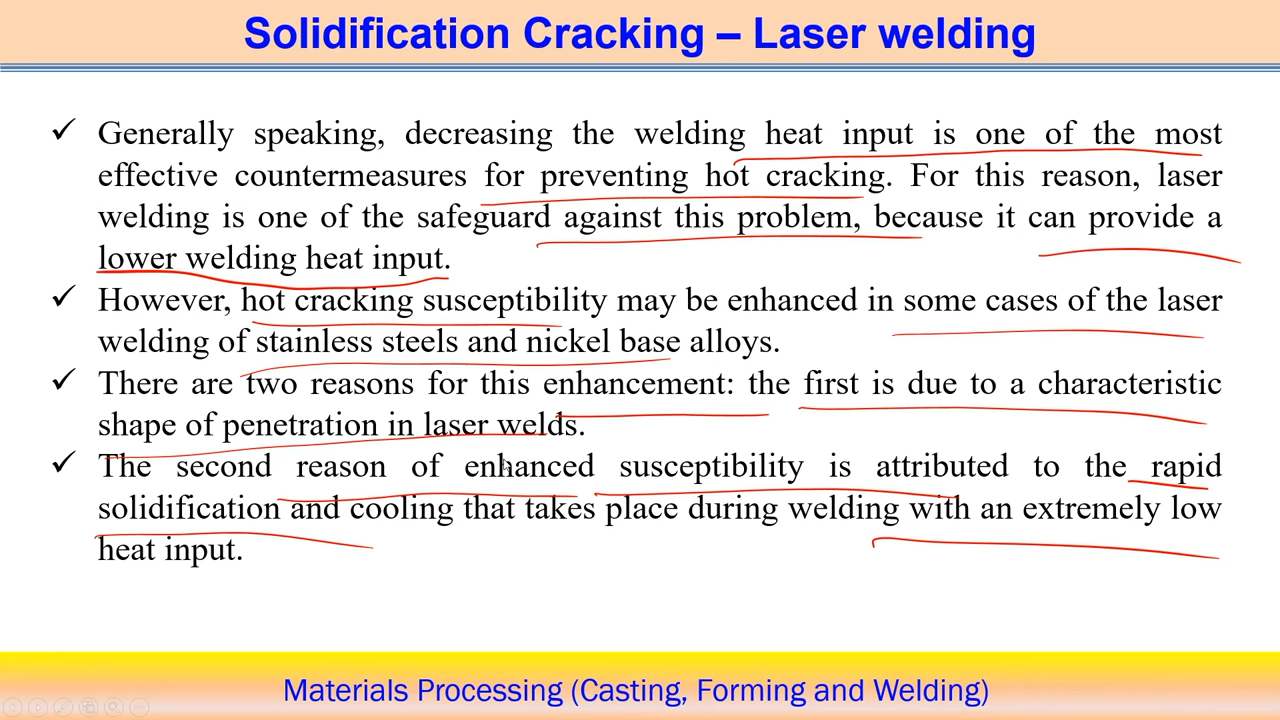 Solidification Cracking – Laser welding
✓ Generally speaking, decreasing the welding heat input is one of the most
effective countermeasures for preventing hot cracking. For this reason, laser
welding is one of the safeguard against this problem, because it can provide a
lower welding heat input.
✓ However, hot cracking susceptibility may be enhanced in some cases of the laser
welding of stainless steels and nickel base alloys.
✓ There are two reasons for this enhancement: the first is due to a characteristic
shape of penetration in laser welds.
✓ The second reason of enhanced susceptibility is attributed to the rapid
solidification and cooling that takes place during welding with an extremely low
heat input.
Materials Processing (Casting, Forming and Welding)